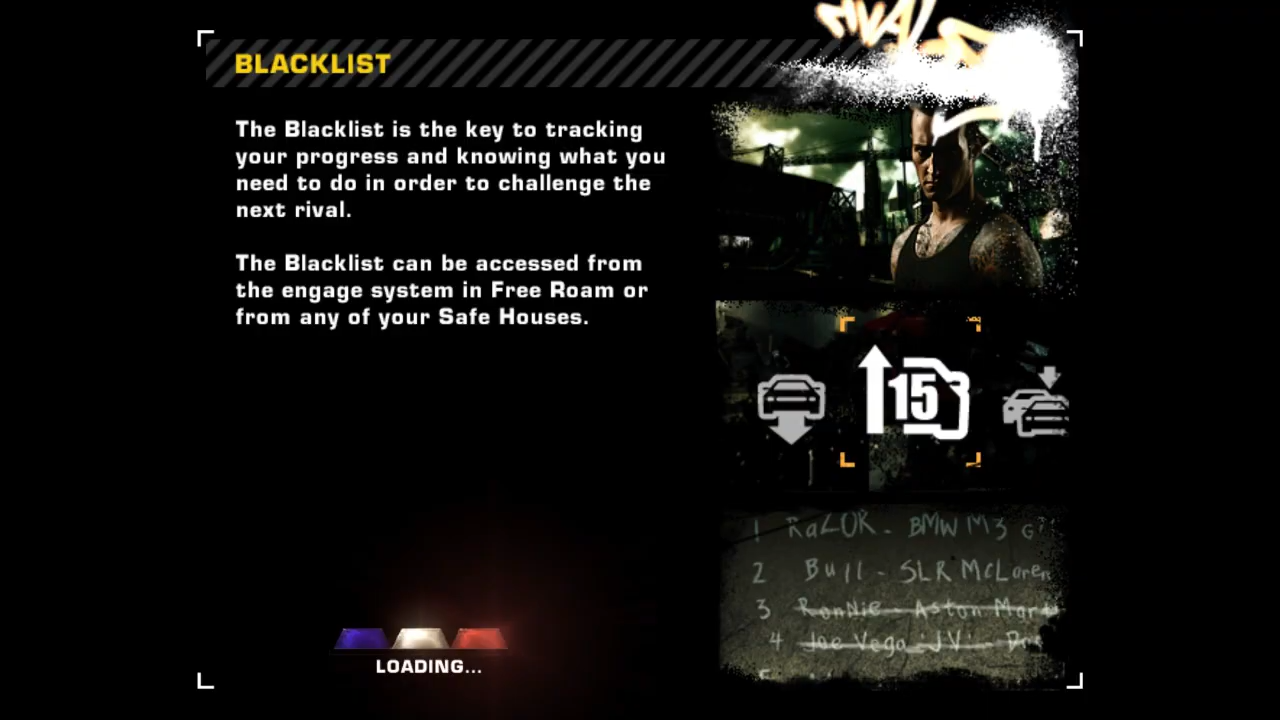 RIVALS
BLACKLIST
The Blacklist is the key to tracking
your progress and knowing what you
need to do in order to challenge the
next rival.
The Blacklist can be accessed from
the engage system in Free Roam or
from any of your Safe Houses.
15
1 RaZOR - BMW M3 G
2 Bull - SLR McLaren
3 RonNie - Aston Mart
4 Joe Vega 'JV' -
5
LOADING...